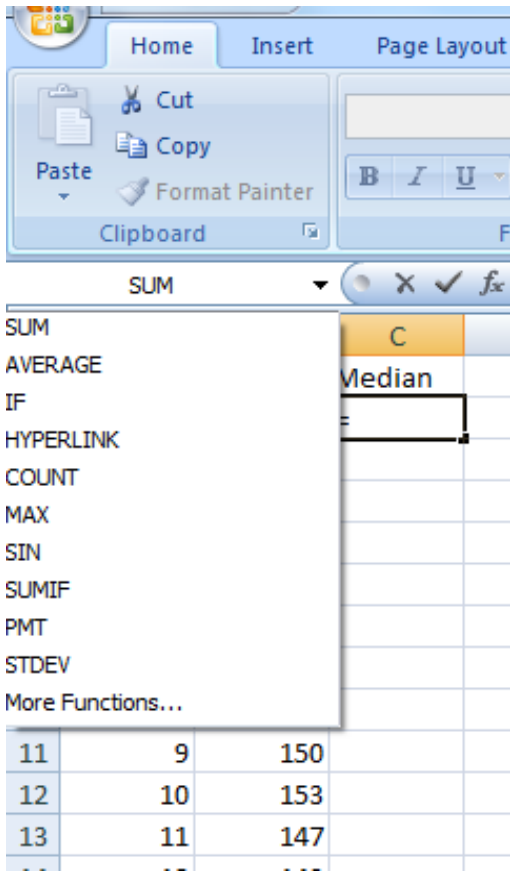 Home Insert Page Layout
Cut
Copy
Paste
Format Painter
B I U
Clipboard F
SUM fx
SUM
AVERAGE
IF
HYPERLINK
COUNT
MAX
SIN
SUMIF
PMT
STDEV
More Functions...
C
Median
=
11 9 150
12 10 153
13 11 147